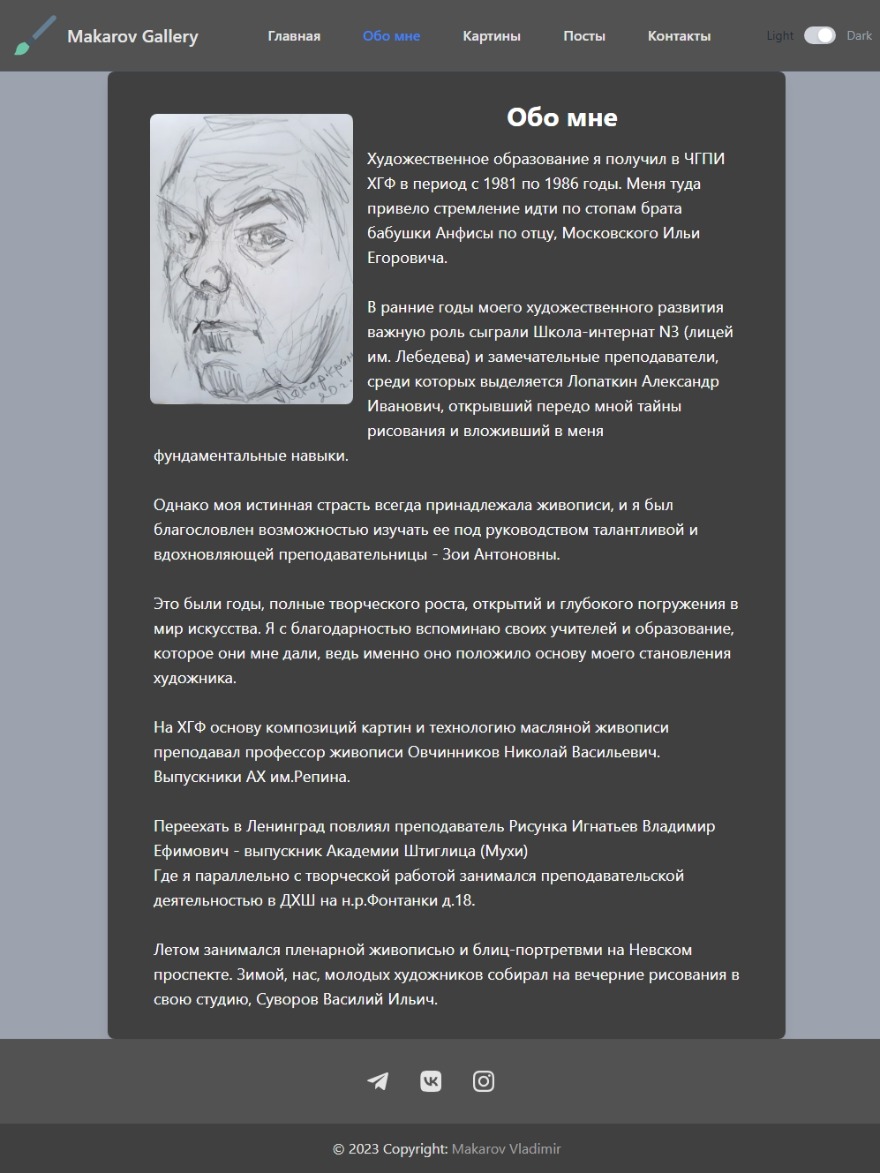 Makarov Gallery
Главная
Обо мне
Картины
Посты
Контакты
Light
Dark
Обо мне
Художественное образование я получил в ЧГПИ
ХГФ в период с 1981 по 1986 годы. Меня туда
привело стремление идти по стопам брата
бабушки Анфисы по отцу, Московского Ильи
Егоровича.
В ранние годы моего художественного развития
важную роль сыграли Школа-интернат N3 (лицей
им. Лебедева) и замечательные преподаватели,
среди которых выделяется Лопаткин Александр
Иванович, открывший передо мной тайны
рисования и вложивший в меня
фундаментальные навыки.
Однако моя истинная страсть всегда принадлежала живописи, и я был
благословлен возможностью изучать ее под руководством талантливой и
вдохновляющей преподавательницы - Зои Антоновны.
Это были годы, полные творческого роста, открытий и глубокого погружения в
мир искусства. Я с благодарностью вспоминаю своих учителей и образование,
которое они мне дали, ведь именно оно положило основу моего становления
художника.
На ХГФ основу композиций картин и технологию масляной живописи
преподавал профессор живописи Овчинников Николай Васильевич.
Выпускники АХ им.Репина.
Переехать в Ленинград повлиял преподаватель Рисунка Игнатьев Владимир
Ефимович - выпускник Академии Штиглица (Мухи)
Где я параллельно с творческой работой занимался преподавательской
деятельностью в ДХШ на н.р.Фонтанки д.18.
Летом занимался пленарной живописью и блиц-портретвми на Невском
проспекте. Зимой, нас, молодых художников собирал на вечерние рисования в
свою студию, Суворов Василий Ильич.
© 2023 Copyright: Makarov Vladimir